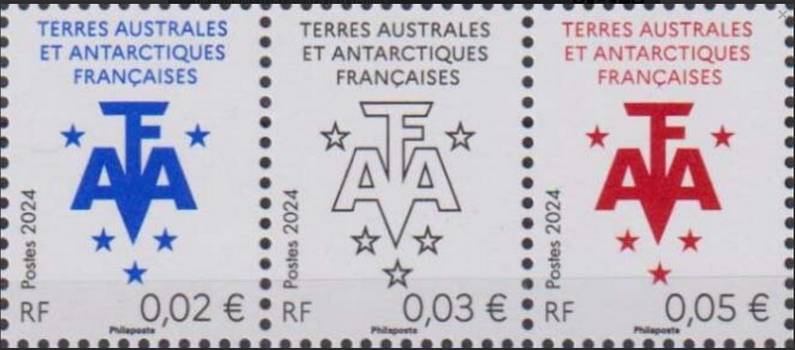 TERRES AUSTRALES
ET ANTARCTIQUES
FRANÇAISES
TAAF
Postes 2024
RF
0,02 €
Philaposte
TERRES AUSTRALES
ET ANTARCTIQUES
FRANÇAISES
TAAF
Postes 2024
RF
0,03 €
Philaposte
TERRES AUSTRALES
ET ANTARCTIQUES
FRANÇAISES
TAAF
Postes 2024
RF
0,05 €
Philaposte